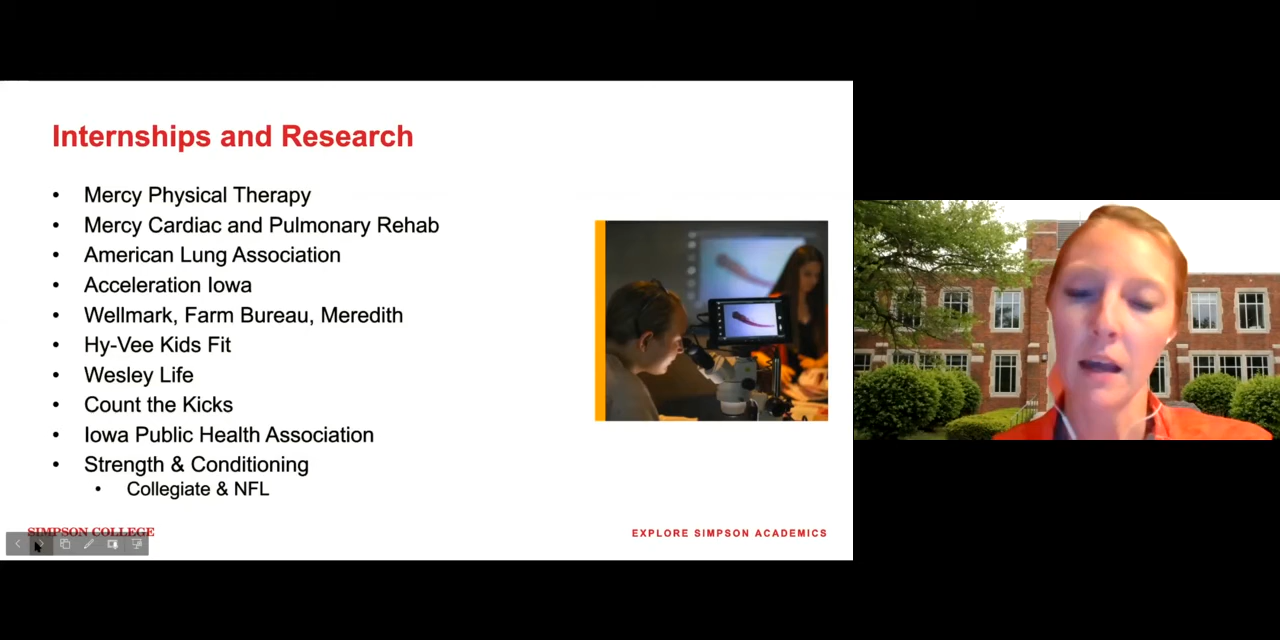 Internships and Research
• Mercy Physical Therapy
• Mercy Cardiac and Pulmonary Rehab
• American Lung Association
• Acceleration Iowa
• Wellmark, Farm Bureau, Meredith
• Hy-Vee Kids Fit
• Wesley Life
• Count the Kicks
• Iowa Public Health Association
• Strength & Conditioning
• Collegiate & NFL
SIMPSON COLLEGE
EXPLORE SIMPSON ACADEMICS